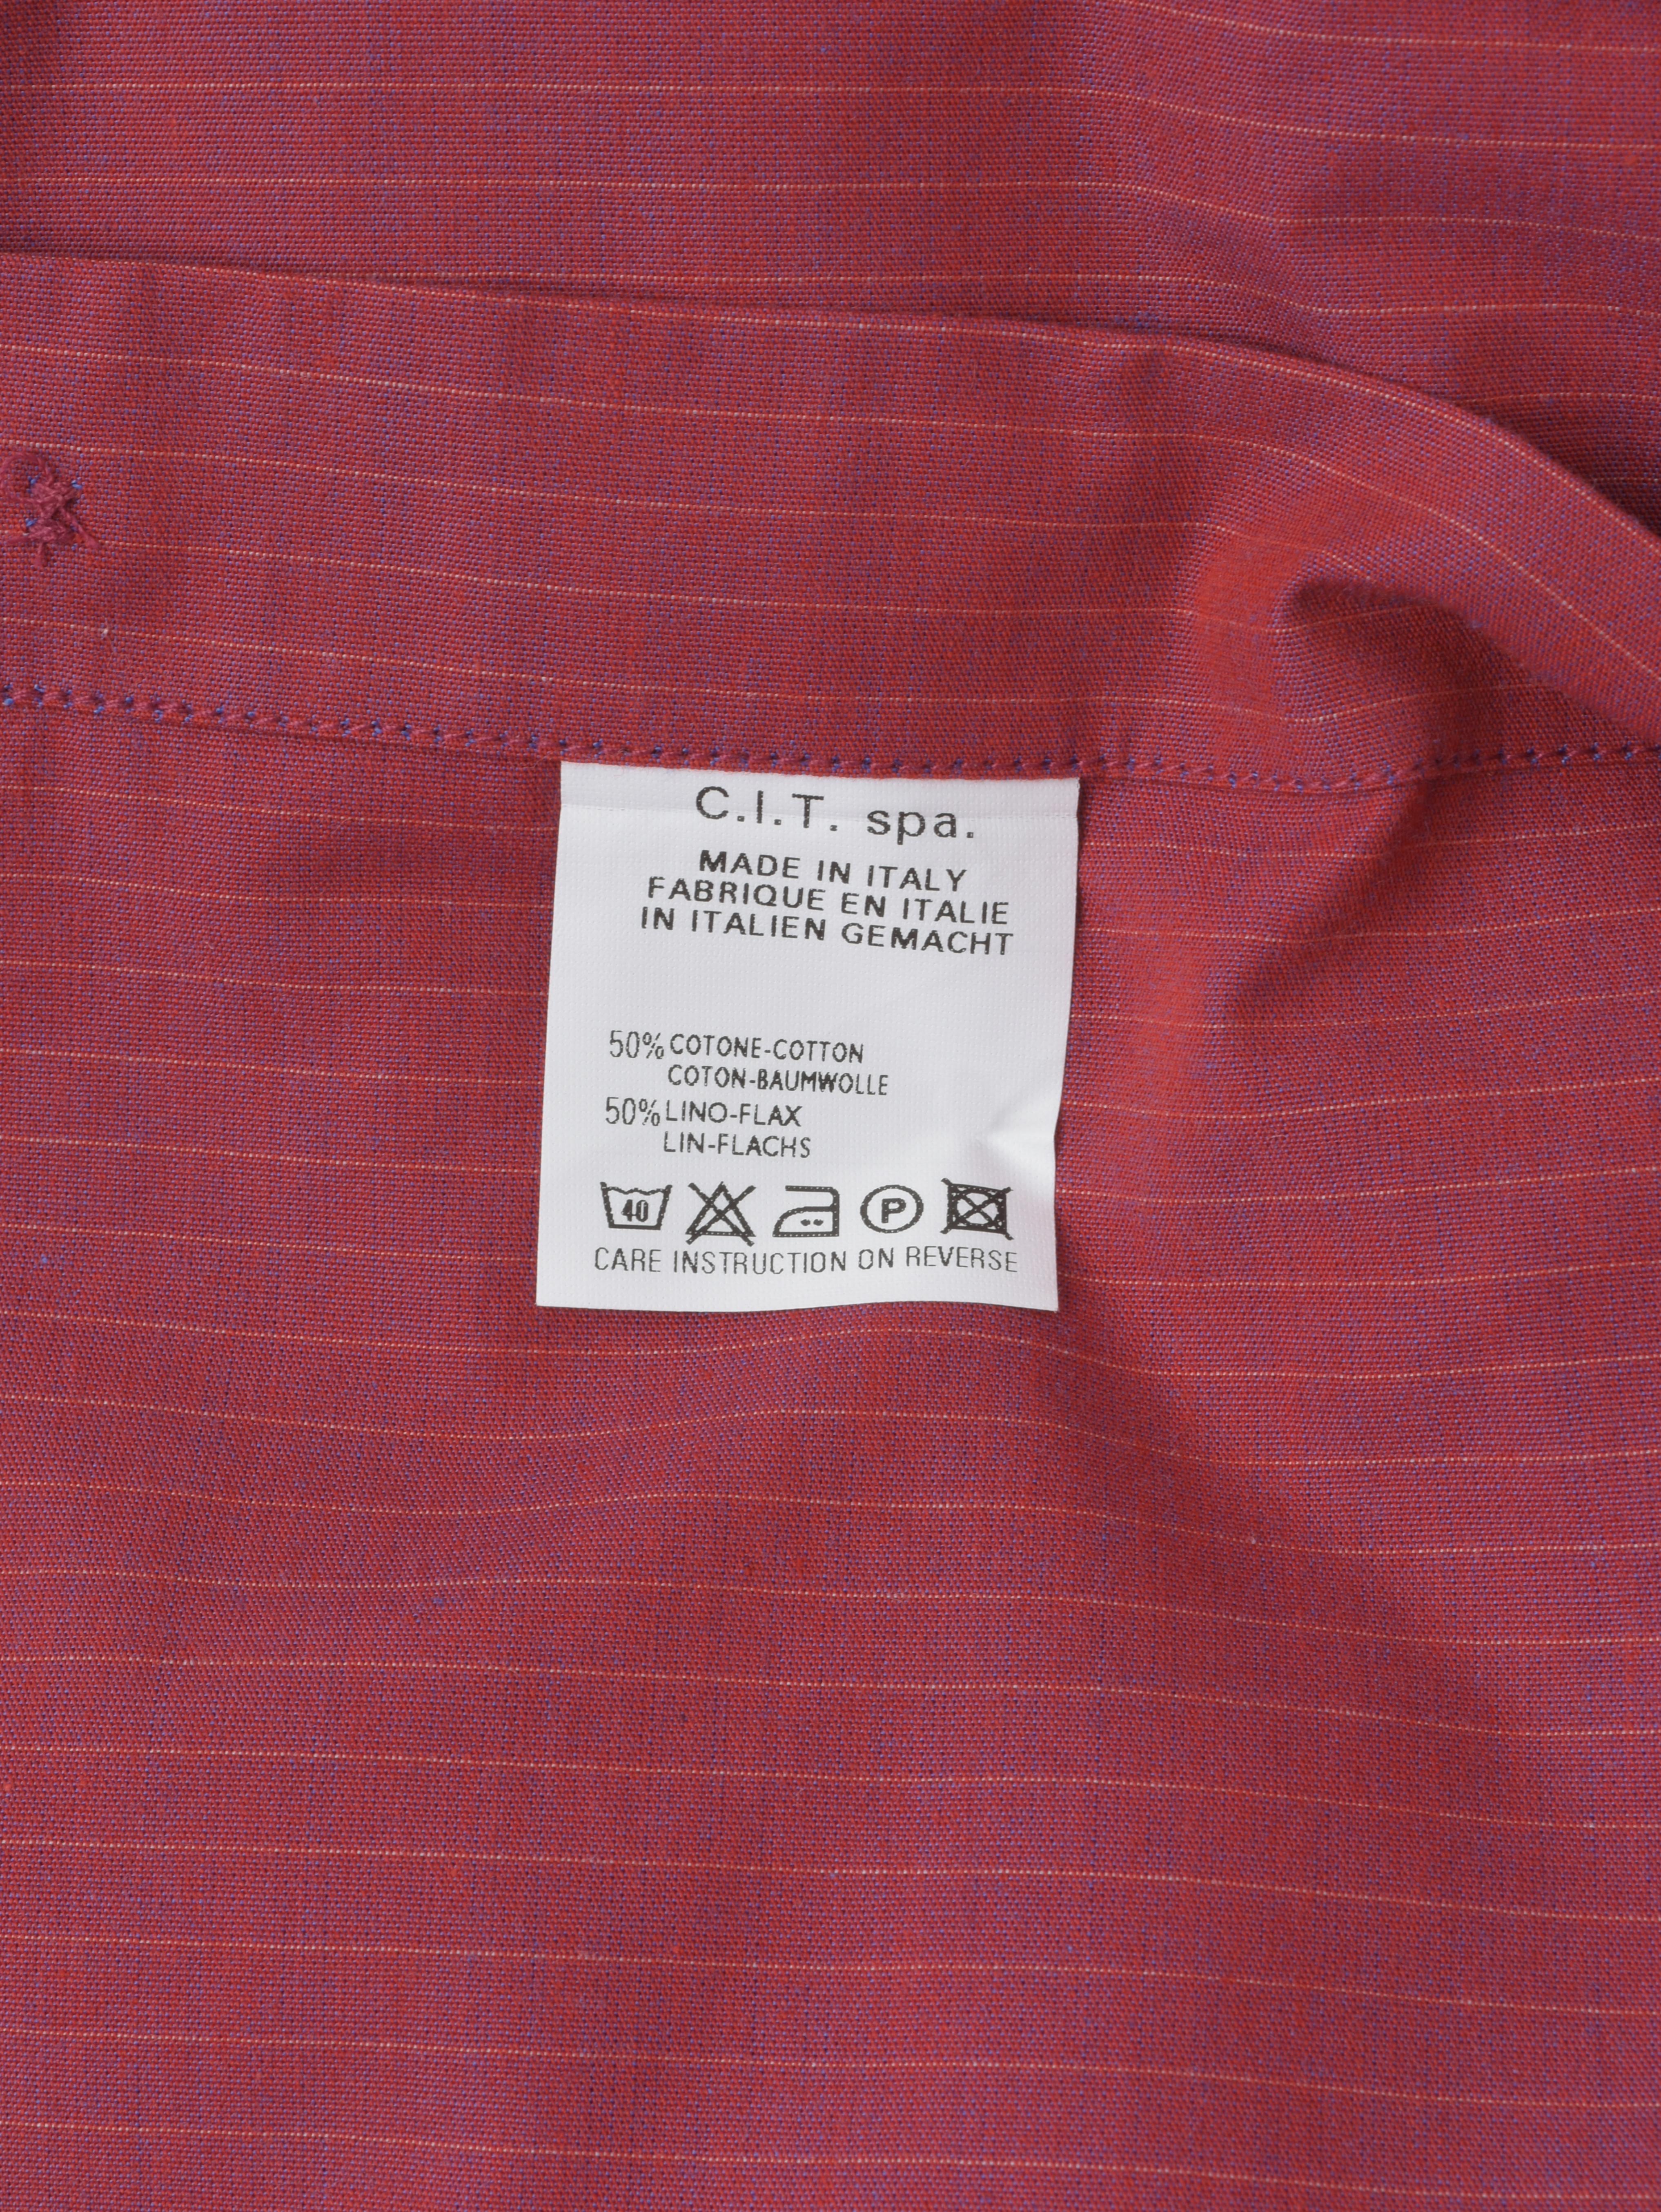 C.I.T. spa.
MADE IN ITALY
FABRIQUE EN ITALIE
IN ITALIEN GEMACHT
50% COTONE-COTTON
COTON-BAUMWOLLE
50% LINO-FLAX
LIN-FLACHS
40 P
CARE INSTRUCTION ON REVERSE